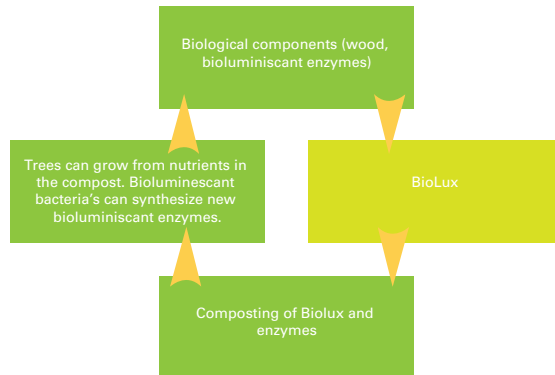 Biological components (wood,
bioluminiscant enzymes)
Trees can grow from nutrients in
the compost. Bioluminescant
bacteria's can synthesize new
bioluminiscant enzymes.
BioLux
Composting of Biolux and
enzymes